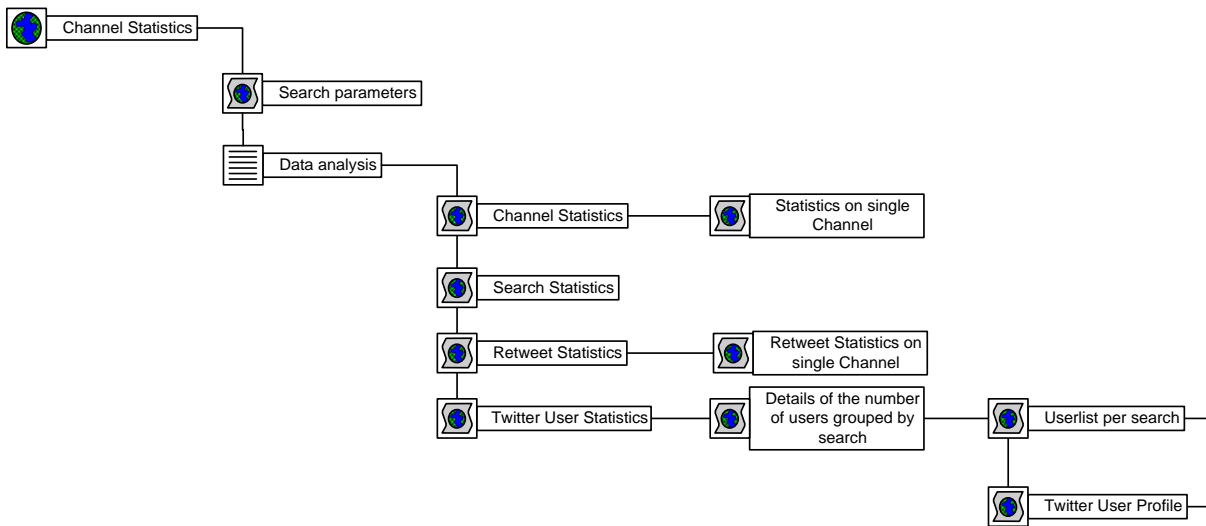 Channel Statistics
Search parameters
Data analysis
Channel Statistics
Statistics on single
Channel
Search Statistics
Retweet Statistics
Retweet Statistics on
single Channel
Twitter User Statistics
Details of the number
of users grouped by
search
Userlist per search
Twitter User Profile